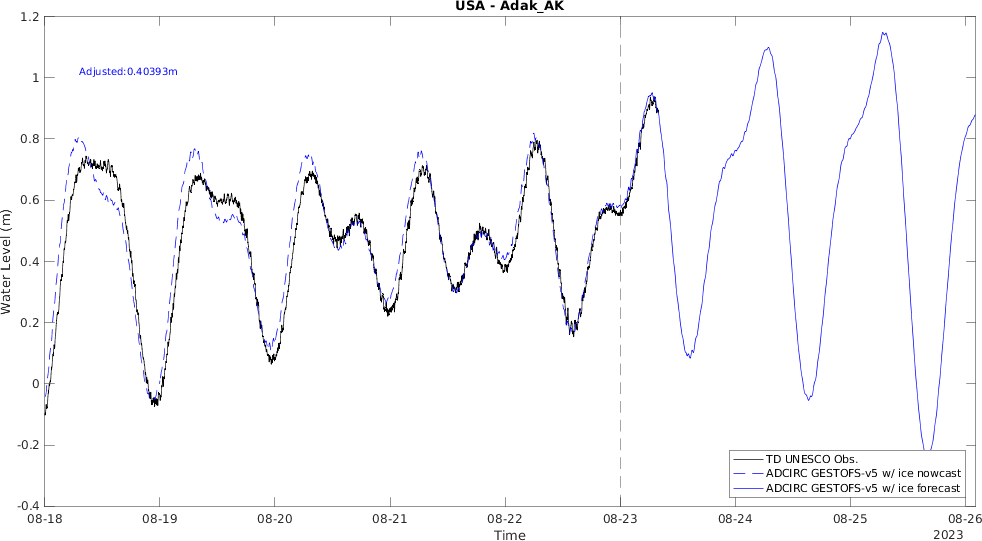 USA - Adak_AK
Adjusted:0.40393m
Water Level (m)
1.2
1
0.8
0.6
0.4
0.2
0
-0.2
-0.4
TD UNESCO Obs.
ADCIRC GESTOFS-v5 w/ ice nowcast
ADCIRC GESTOFS-v5 w/ ice forecast
08-18 08-19 08-20 08-21 08-22 08-23 08-24 08-25 08-26
Time
2023